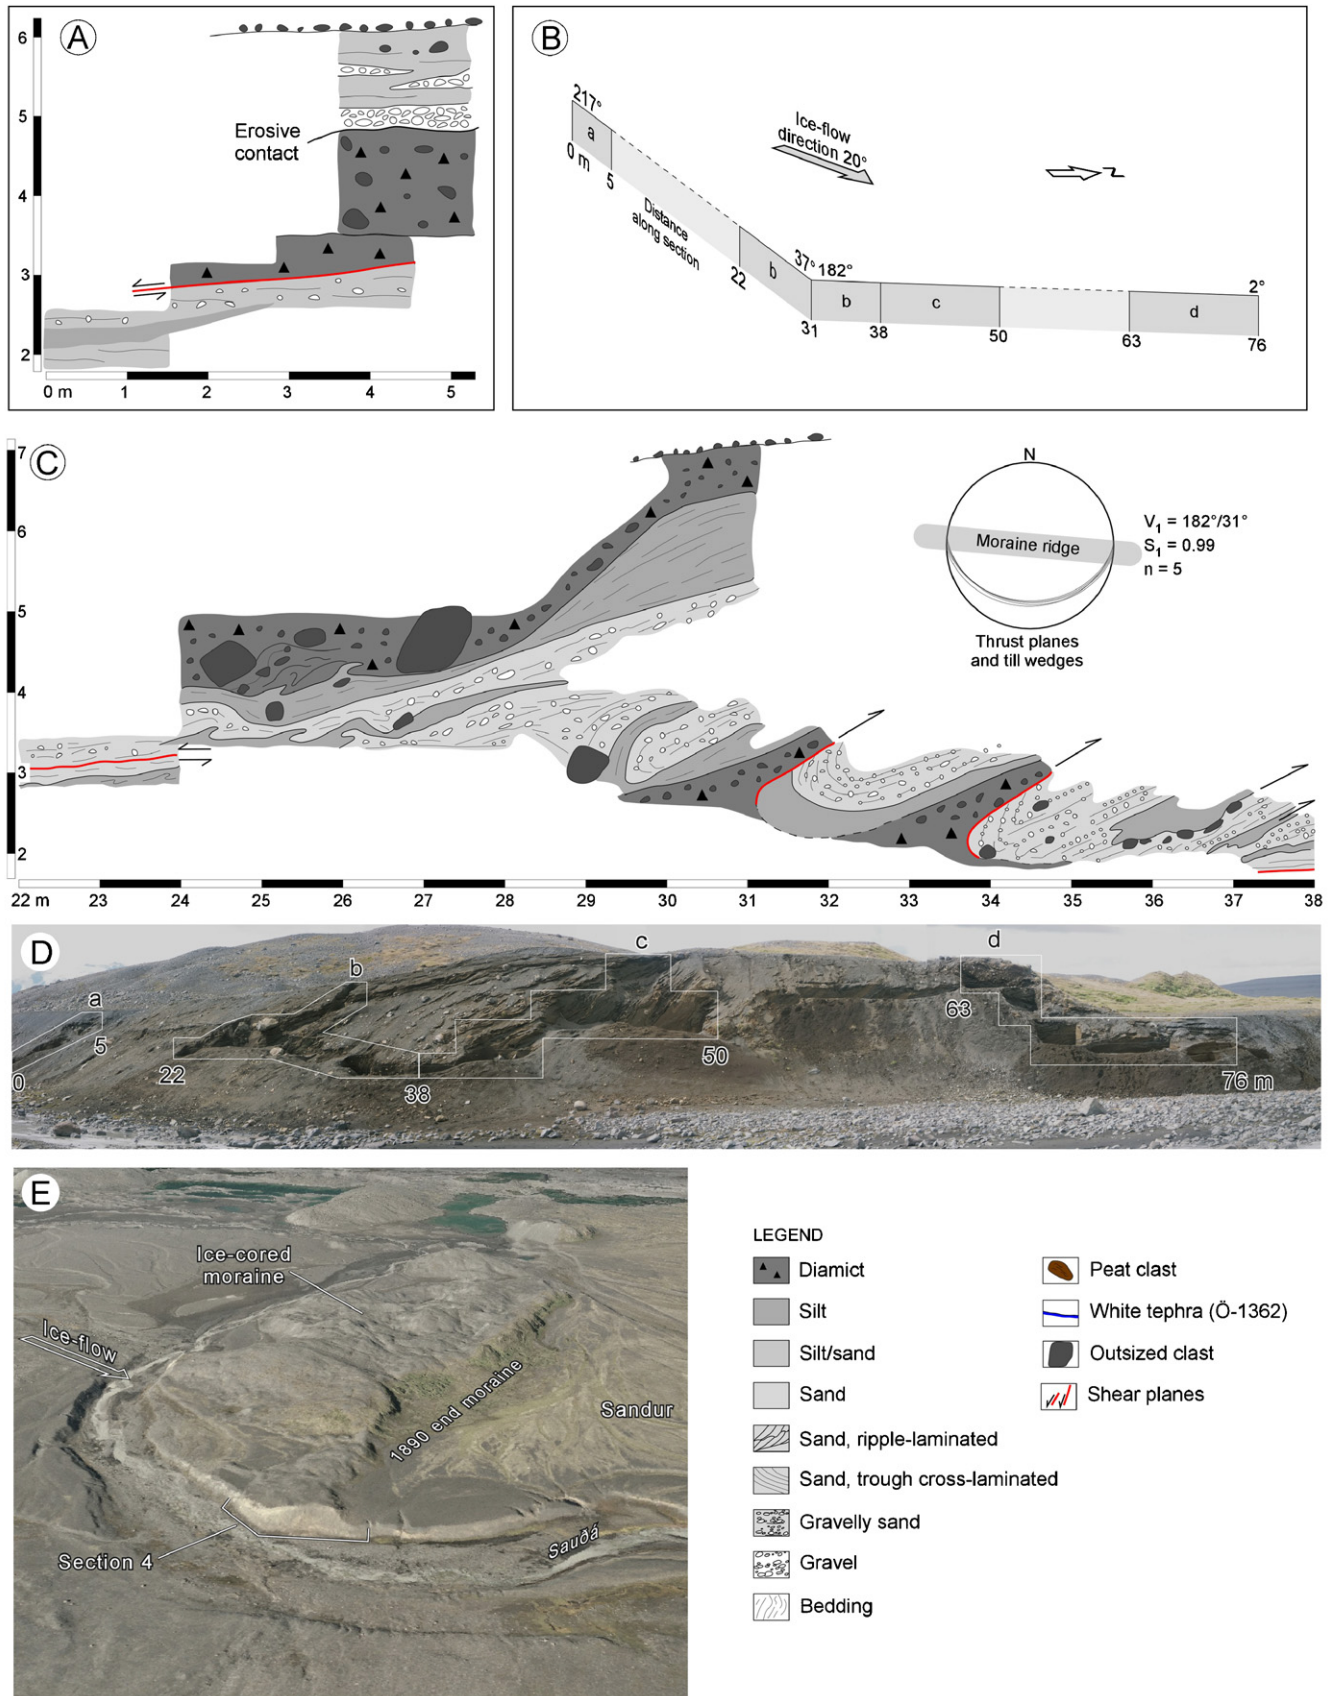 A
6
5
4
3
2
Erosive
contact
0 m
1
2
3
4
5
B
217°
a
0 m
5
Distance
along section
22
b
37°
182°
31
b
38
c
50
63
d
2°
76
Ice-flow
direction 20°
N
C
7
6
5
4
3
2
N
Moraine ridge
V1 = 182°/31°
S1 = 0.99
n = 5
Thrust planes
and till wedges
22 m
23
24
25
26
27
28
29
30
31
32
33
34
35
36
37
38
D
a
b
c
d
0
5
22
38
50
63
76 m
E
Ice-cored
moraine
Ice-flow
1890 end moraine
Sandur
Section 4
Sauðá
LEGEND
Diamict
Silt
Silt/sand
Sand
Sand, ripple-laminated
Sand, trough cross-laminated
Gravelly sand
Gravel
Bedding
Peat clast
White tephra (Ö-1362)
Outsized clast
Shear planes